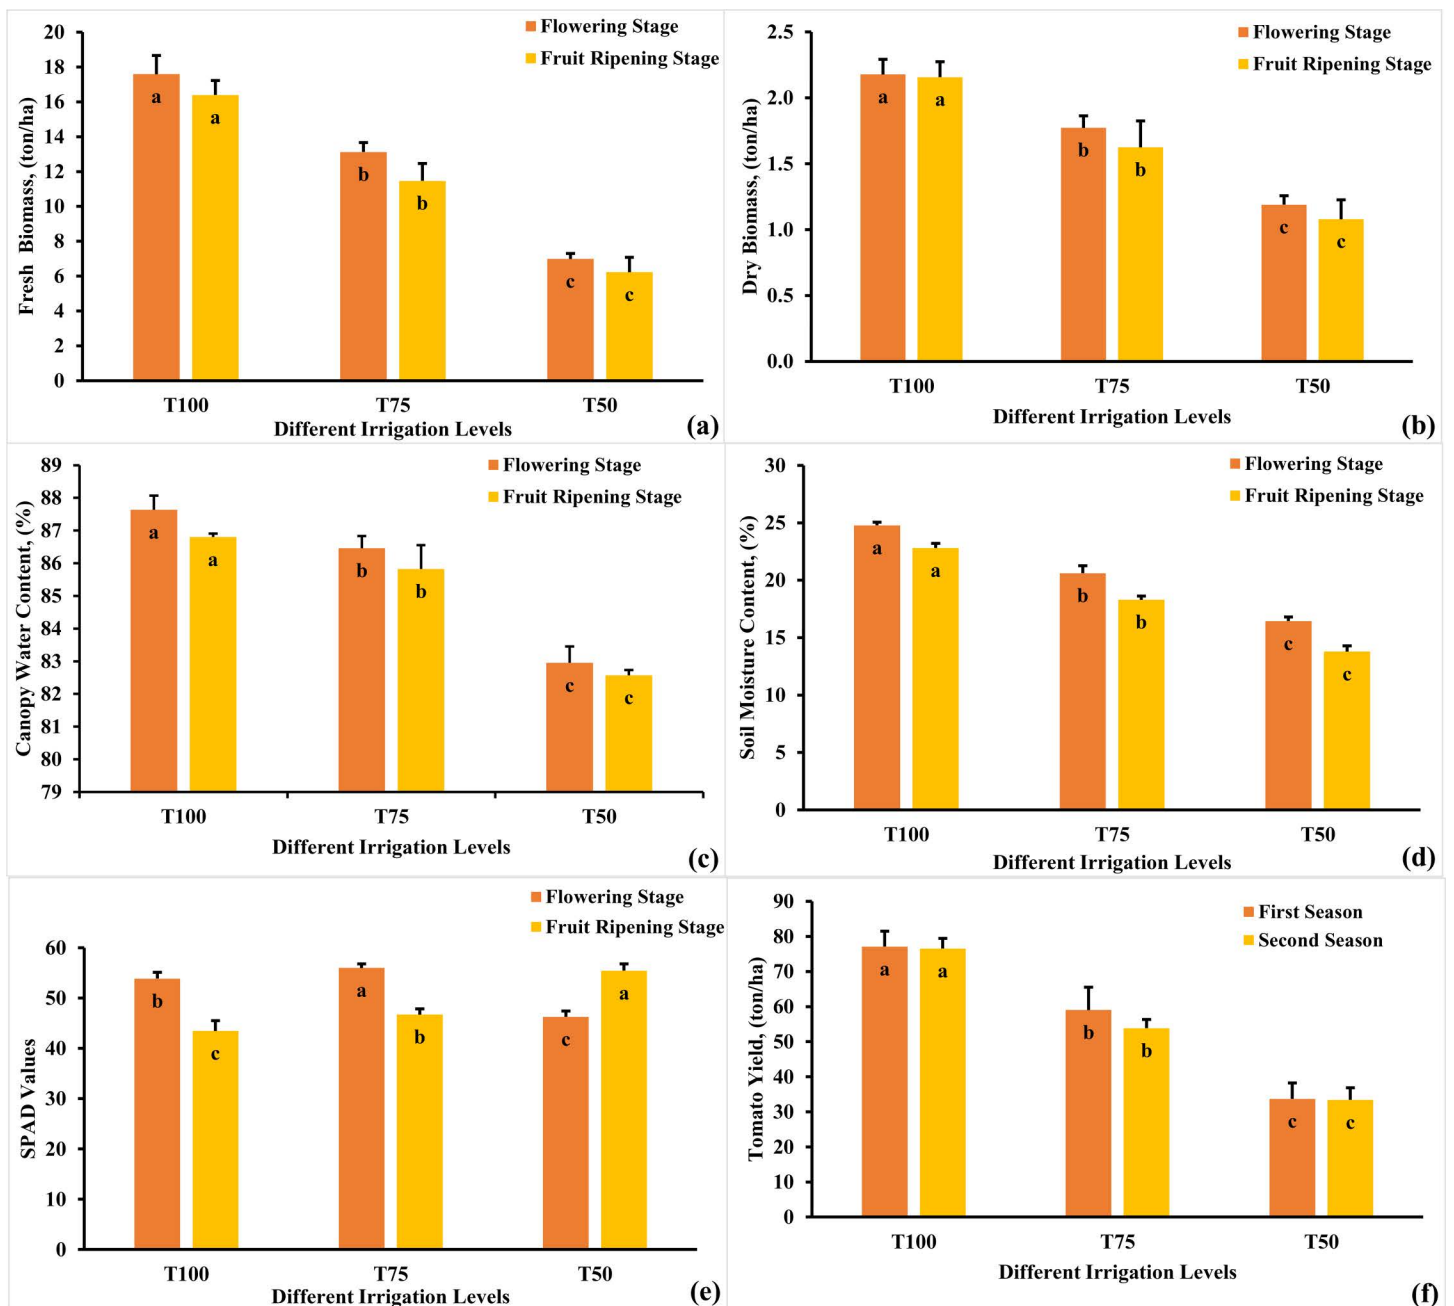 Fresh Biomass, (ton/ha)
20
18
16
14
12
10
8
6
4
2
0
Flowering Stage
Fruit Ripening Stage
a
a
b
b
c
c
T100
T75
T50
Different Irrigation Levels
(a)
Dry Biomass, (ton/ha)
2.5
2.0
1.5
1.0
0.5
0.0
Flowering Stage
Fruit Ripening Stage
a
a
b
b
c
c
T100
T75
T50
Different Irrigation Levels
(b)
Canopy Water Content, (%)
89
88
87
86
85
84
83
82
81
80
79
Flowering Stage
Fruit Ripening Stage
a
a
b
b
c
c
T100
T75
T50
Different Irrigation Levels
(c)
Soil Moisture Content, (%)
30
25
20
15
10
5
0
Flowering Stage
Fruit Ripening Stage
a
a
b
b
c
c
T100
T75
T50
Different Irrigation Levels
(d)
SPAD Values
60
50
40
30
20
10
0
Flowering Stage
Fruit Ripening Stage
b
c
a
b
c
a
T100
T75
T50
Different Irrigation Levels
(e)
Tomato Yield, (ton/ha)
90
80
70
60
50
40
30
20
10
0
First Season
Second Season
a
a
b
b
c
c
T100
T75
T50
Different Irrigation Levels
(f)